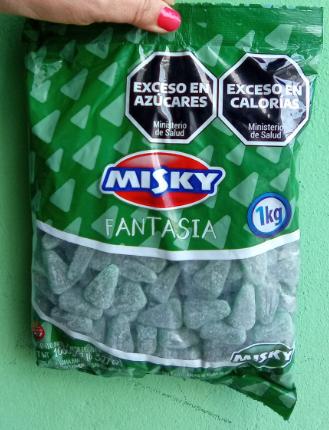 EXCESO EN
AZÚCARES
Ministerio
de Salud
EXCESO EN
CALORÍAS
Ministerio
de Salud
MISKY
FANTASIA
1kg
MISKY